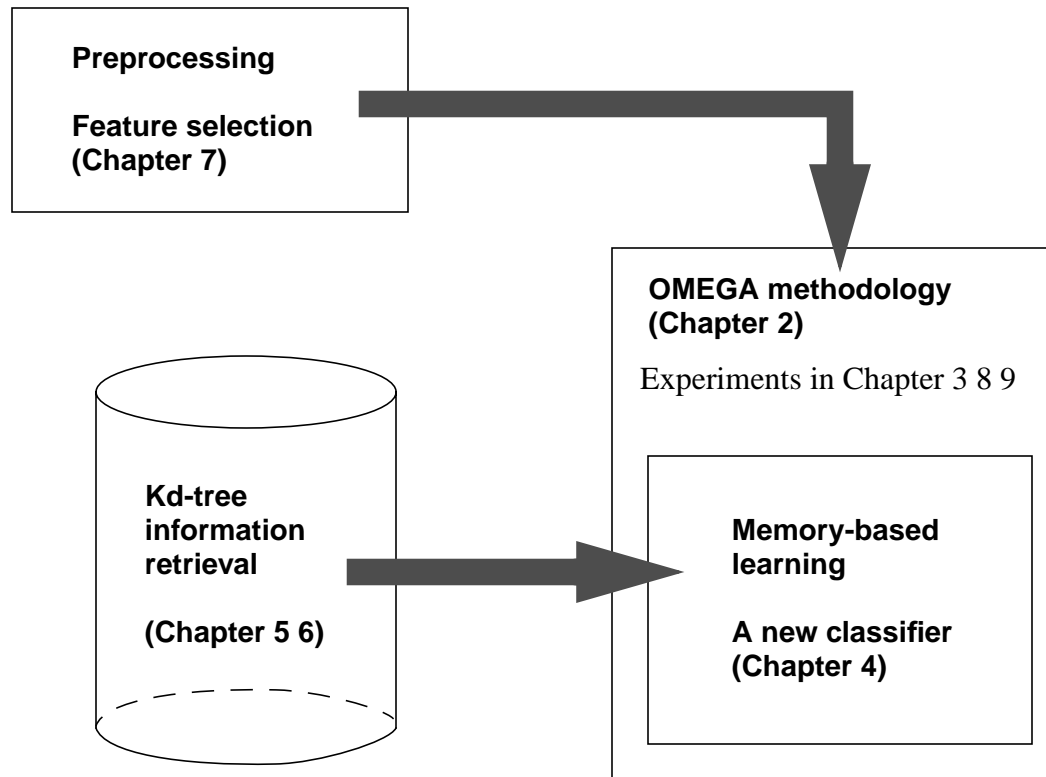 Preprocessing
Feature selection
(Chapter 7)
OMEGA methodology
(Chapter 2)
Experiments in Chapter 3 8 9
Kd-tree
information
retrieval
(Chapter 5 6)
Memory-based
learning
A new classifier
(Chapter 4)